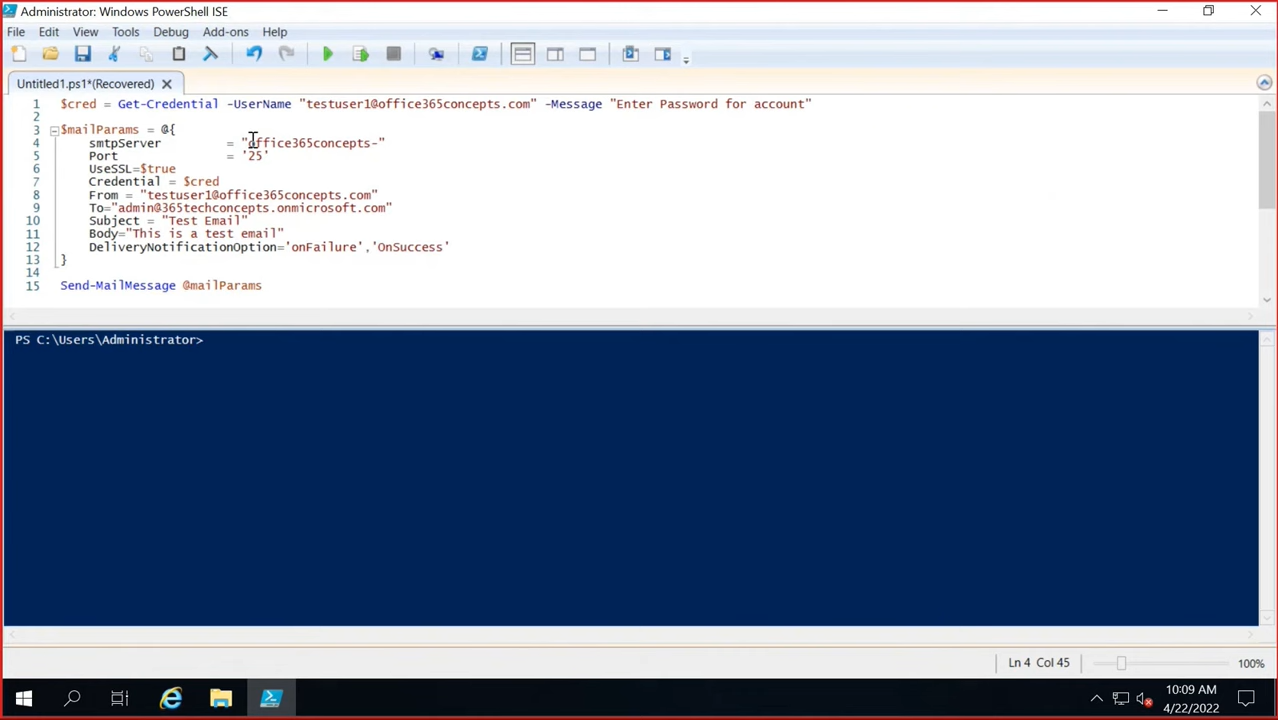 Administrator: Windows PowerShell ISE
File Edit View Tools Debug Add-ons Help
Untitled1.ps1*(Recovered)
1 $cred = Get-Credential -UserName "testuser1@office365concepts.com" -Message "Enter Password for account"
2
3 $mailParams = @{
4 smtpServer = "office365concepts-"
5 Port = '25'
6 UseSSL=$true
7 Credential = $cred
8 From = "testuser1@office365concepts.com"
9 To="admin@365techconcepts.onmicrosoft.com"
10 Subject = "Test Email"
11 Body="This is a test email"
12 DeliveryNotificationOption='onFailure','OnSuccess'
13 }
14
15 Send-MailMessage @mailParams
PS C:\Users\Administrator>
Ln 4 Col 45 100%
10:09 AM
4/22/2022